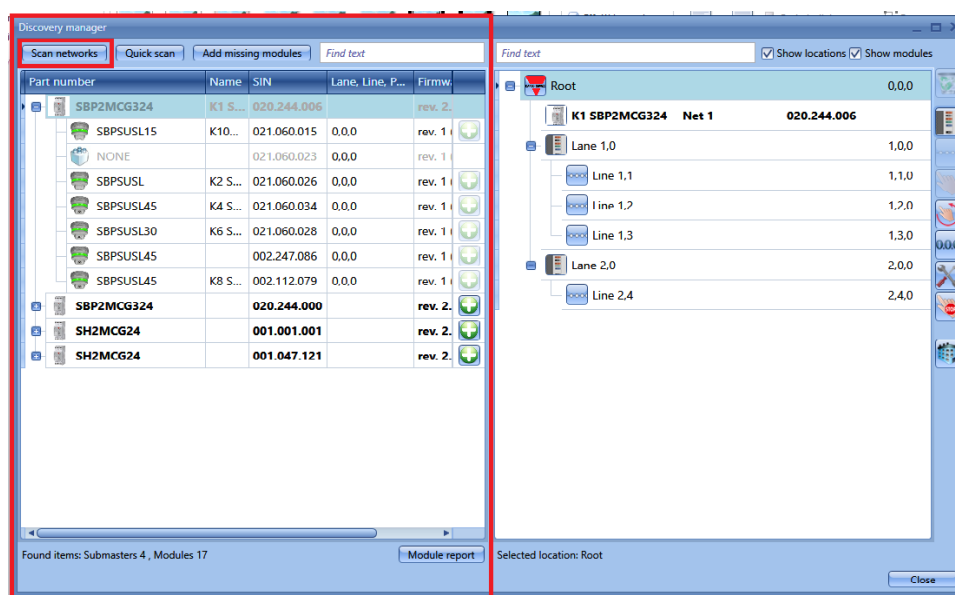 Discovery manager
Scan networks Quick scan Add missing modules Find text
Part number Name SIN Lane, Line, P... Firmw
SBP2MCG324 K1 S... 020.244.006 rev. 2.
SBPSUSL15 K10... 021.060.015 0,0,0 rev. 1
NONE 021.060.023 0,0,0 rev. 1
SBPSUSL K2 S... 021.060.026 0,0,0 rev. 1
SBPSUSL45 K4 S... 021.060.034 0,0,0 rev. 1
SBPSUSL30 K6 S... 021.060.028 0,0,0 rev. 1
SBPSUSL45 002.247.086 0,0,0 rev. 1
SBPSUSL45 K8 S... 002.112.079 0,0,0 rev. 1
SBP2MCG324 020.244.000 rev. 2.
SH2MCG24 001.001.001 rev. 2.
SH2MCG24 001.047.121 rev. 2.
Found items: Submasters 4 , Modules 17 Module report
Find text Show locations Show modules
Root 0,0,0
K1 SBP2MCG324 Net 1 020.244.006
Lane 1,0 1,0,0
Line 1,1 1,1,0
Line 1,2 1,2,0
Line 1,3 1,3,0
Lane 2,0 2,0,0
Line 2,4 2,4,0
0.0.
STOP
Selected location: Root
Close